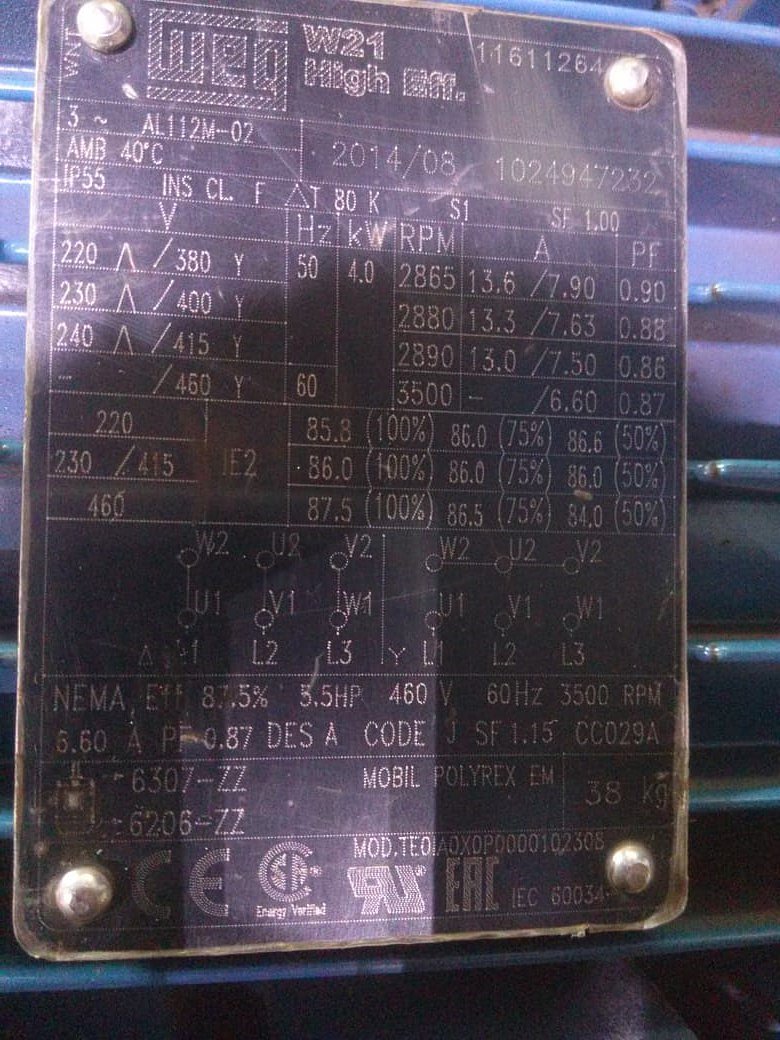 WEG W21 11611264
High Eff.
3 ~ AL112M-02
AMB 40°C 2014/08 1024947232
IP55 INS CL. F ΔT 80 K S1 SF 1.00
V Hz kW RPM A PF
220 Δ /380 Y 50 4.0 2865 13.6 /7.90 0.90
230 Δ /400 Y 2880 13.3 /7.63 0.88
240 Δ /415 Y 2890 13.0 /7.50 0.86
- /460 Y 60 3500 - /6.60 0.87
220 85.8 (100%) 86.0 (75%) 86.6 (50%)
230 /415 IE2 86.0 (100%) 86.0 (75%) 86.0 (50%)
460 87.5 (100%) 86.5 (75%) 84.0 (50%)
W2 U2 V2 W2 U2 V2
U1 V1 W1 U1 V1 W1
Δ L1 L2 L3 Y L1 L2 L3
NEMA Eff 87.5% 5.5HP 460 V 60Hz 3500 RPM
6.60 A PF 0.87 DES A CODE J SF 1.15 CC029A
6307-ZZ MOBIL POLYREX EM 38 kg
6206-ZZ
MOD.TE0IA0X0P0000102308
CE Energy Verified EAC IEC 60034-